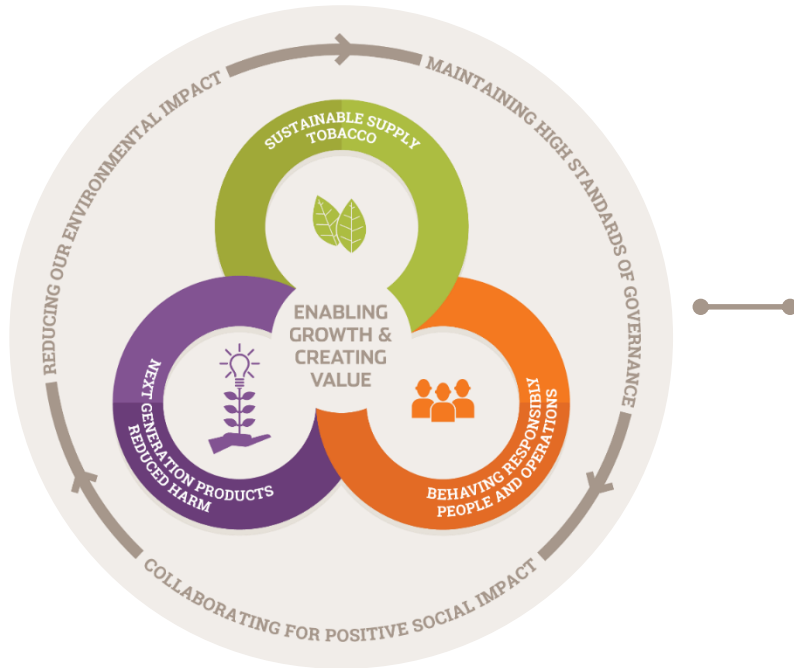 REDUCING OUR ENVIRONMENTAL IMPACT
MAINTAINING HIGH STANDARDS OF GOVERNANCE
SUSTAINABLE SUPPLY
TOBACCO
ENABLING
GROWTH &
CREATING
VALUE
NEXT GENERATION PRODUCTS
REDUCED HARM
BEHAVING RESPONSIBLY
PEOPLE AND OPERATIONS
COLLABORATING FOR POSITIVE SOCIAL IMPACT